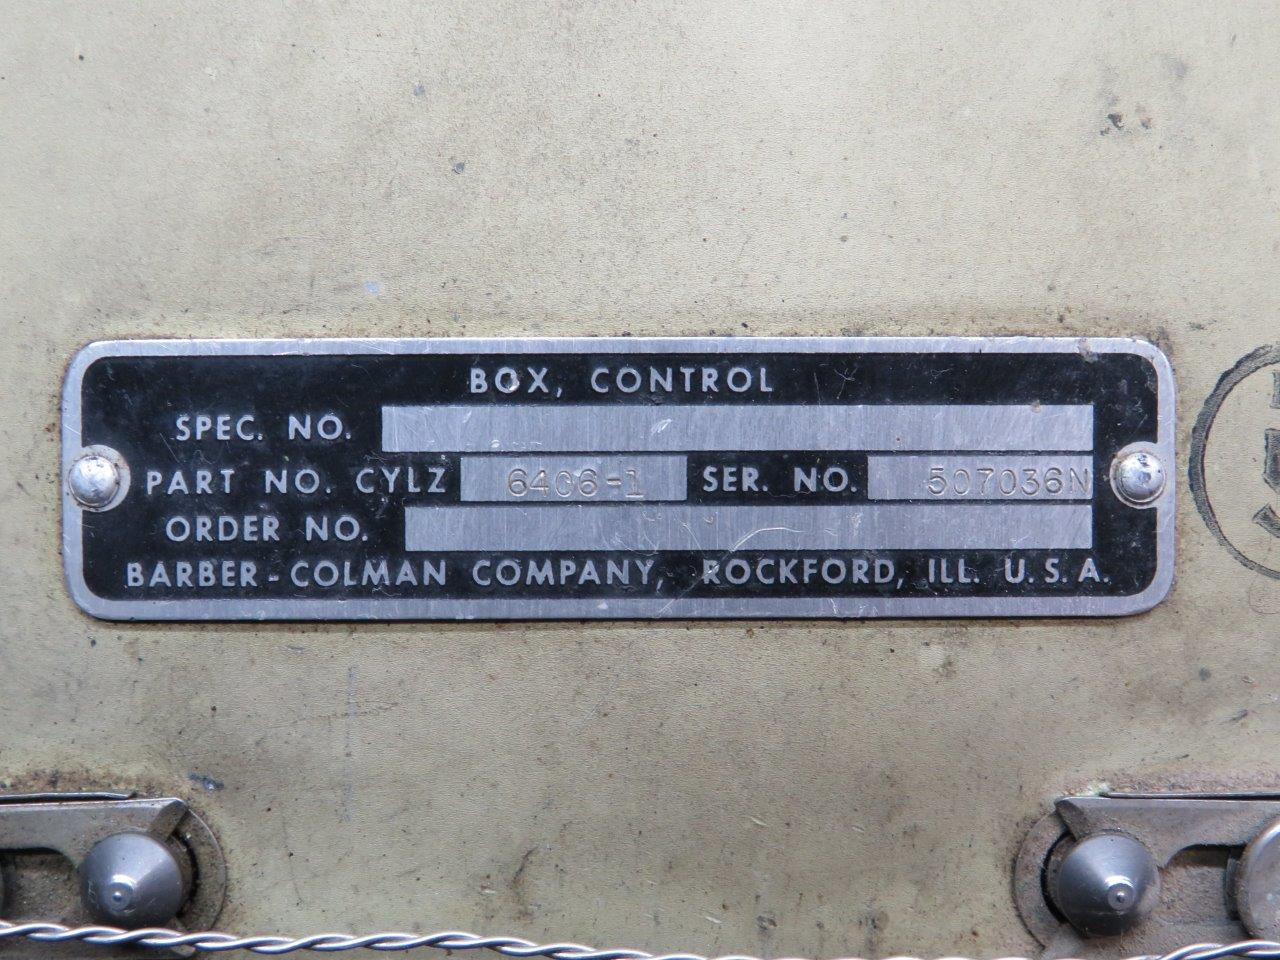 BOX, CONTROL
SPEC. NO.
PART NO. CYLZ 6406-1 SER. NO. 507036N
ORDER NO.
BARBER-COLMAN COMPANY, ROCKFORD, ILL. U.S.A.